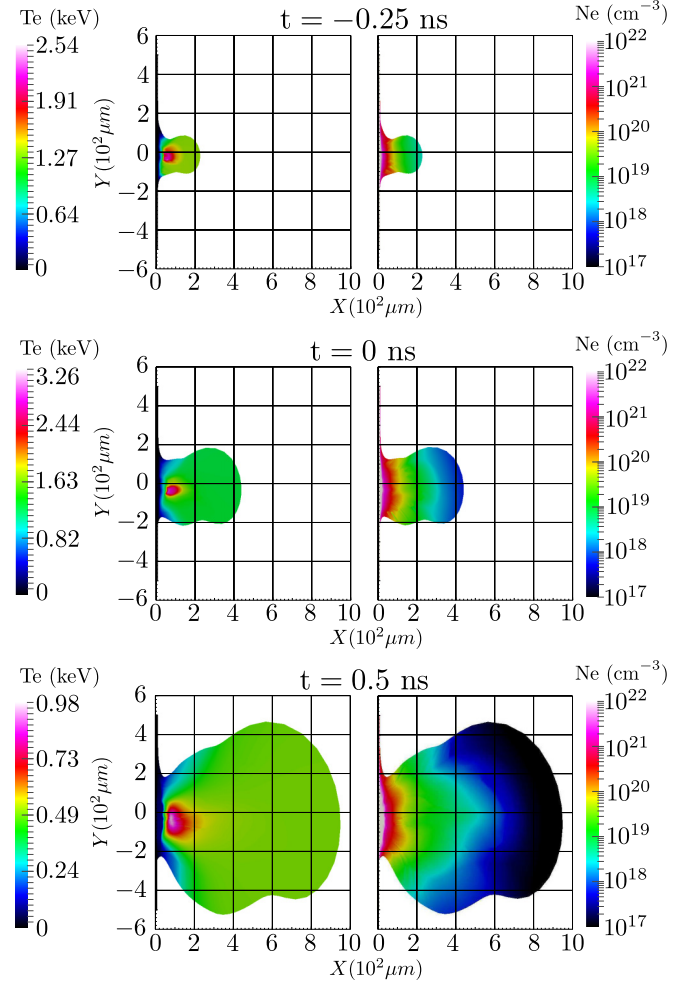 t = −0.25 ns
Te (keV)
2.54
1.91
1.27
0.64
0
Y(10²μm)
6
4
2
0
−2
−4
−6
0 2 4 6 8 10
0 2 4 6 8 10
X(10²μm)
Ne (cm⁻³)
10²²
10²¹
10²⁰
10¹⁹
10¹⁸
10¹⁷
t = 0 ns
Te (keV)
3.26
2.44
1.63
0.82
0
Y(10²μm)
6
4
2
0
−2
−4
−6
0 2 4 6 8 10
0 2 4 6 8 10
X(10²μm)
Ne (cm⁻³)
10²²
10²¹
10²⁰
10¹⁹
10¹⁸
10¹⁷
t = 0.5 ns
Te (keV)
0.98
0.73
0.49
0.24
0
Y(10²μm)
6
4
2
0
−2
−4
−6
0 2 4 6 8 10
0 2 4 6 8 10
X(10²μm)
Ne (cm⁻³)
10²²
10²¹
10²⁰
10¹⁹
10¹⁸
10¹⁷